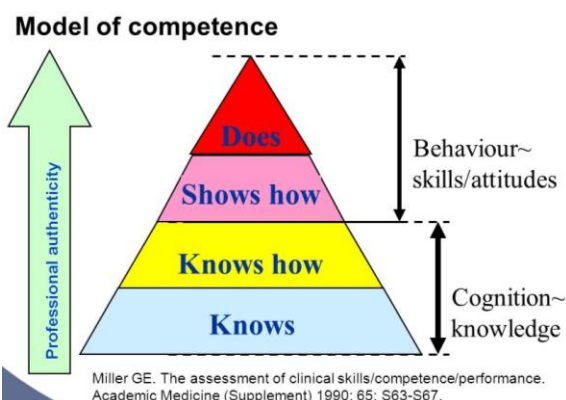 Model of competence
Professional authenticity
Does
Shows how
Knows how
Knows
Behaviour~
skills/attitudes
Cognition~
knowledge
Miller GE. The assessment of clinical skills/competence/performance.
Academic Medicine (Supplement) 1990; 65: S63-S67.